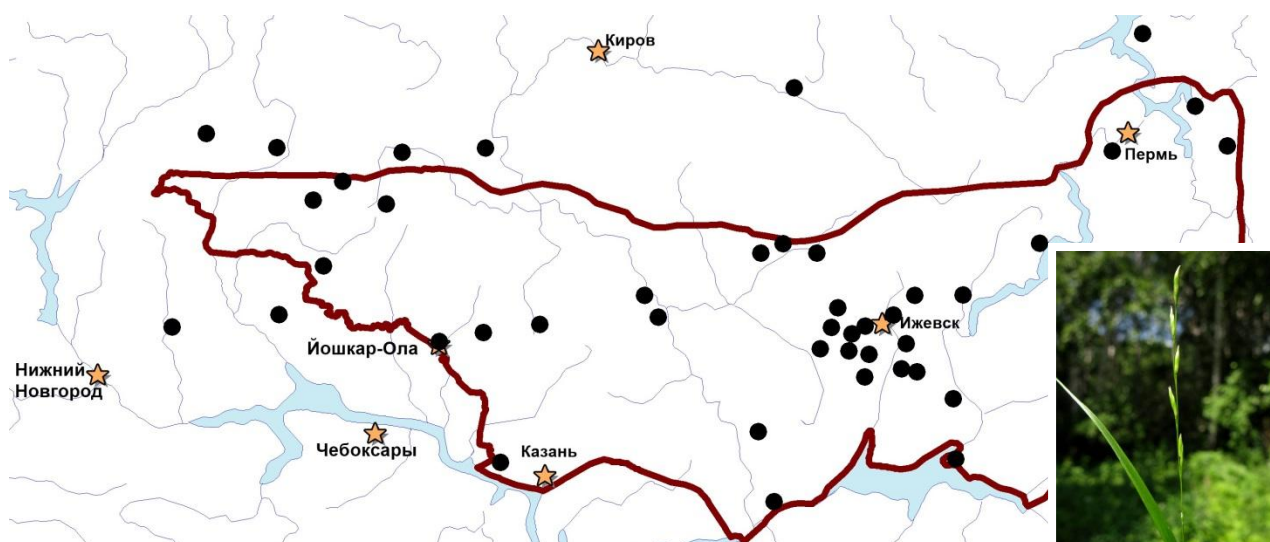 Киров
Пермь
Ижевск
Йошкар-Ола
Нижний
Новгород
Чебоксары
Казань